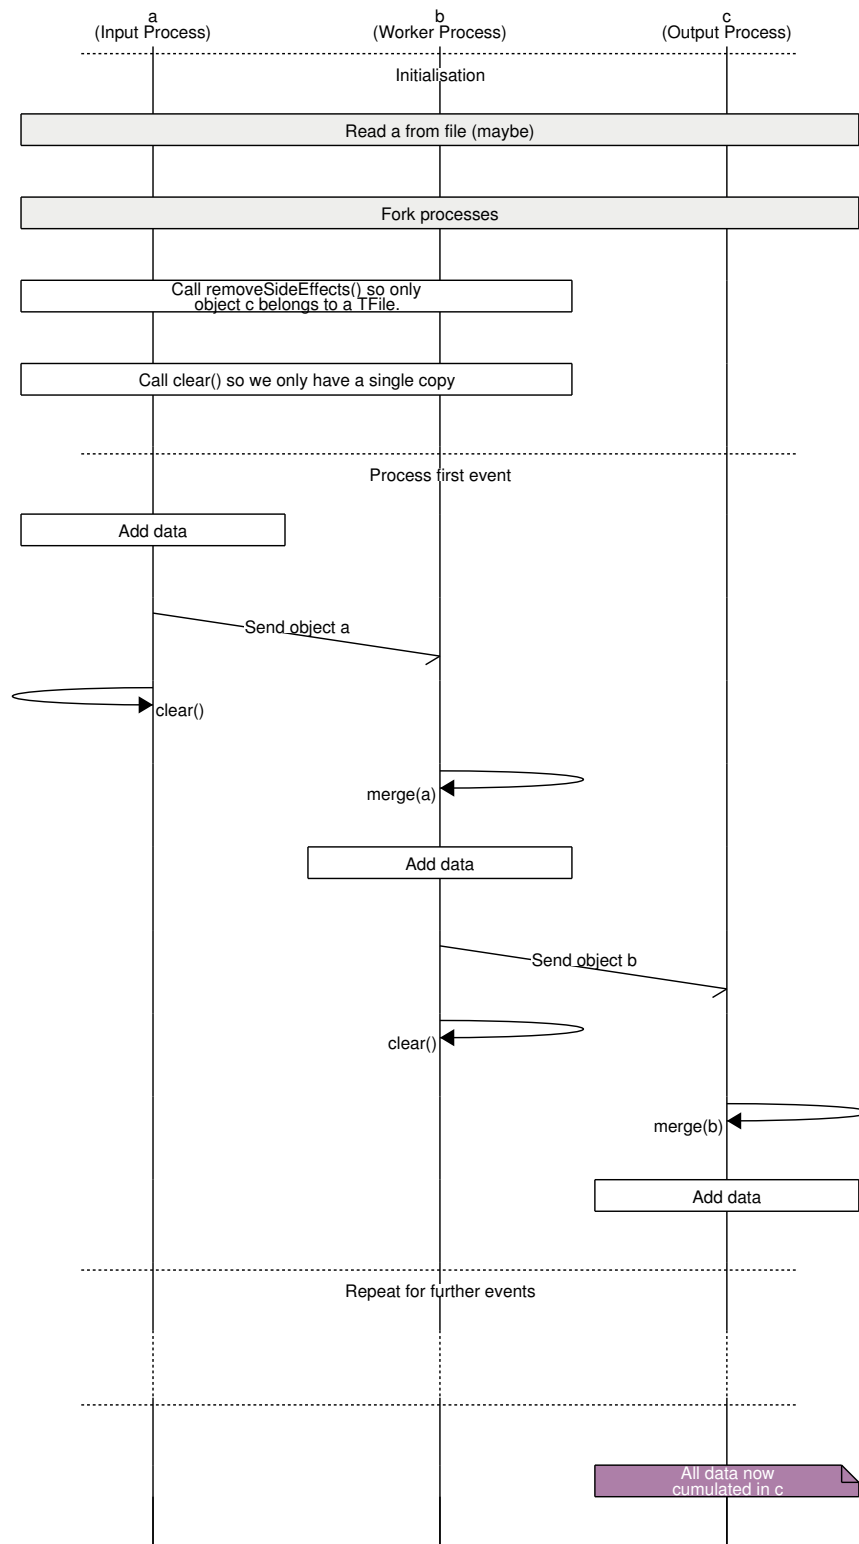 a
(Input Process)
b
(Worker Process)
c
(Output Process)
Initialisation
Read a from file (maybe)
Fork processes
Call removeSideEffects() so only
object c belongs to a TFile.
Call clear() so we only have a single copy
Process first event
Add data
Send object a
clear()
merge(a)
Add data
Send object b
clear()
merge(b)
Add data
Repeat for further events
All data now
cumulated in c